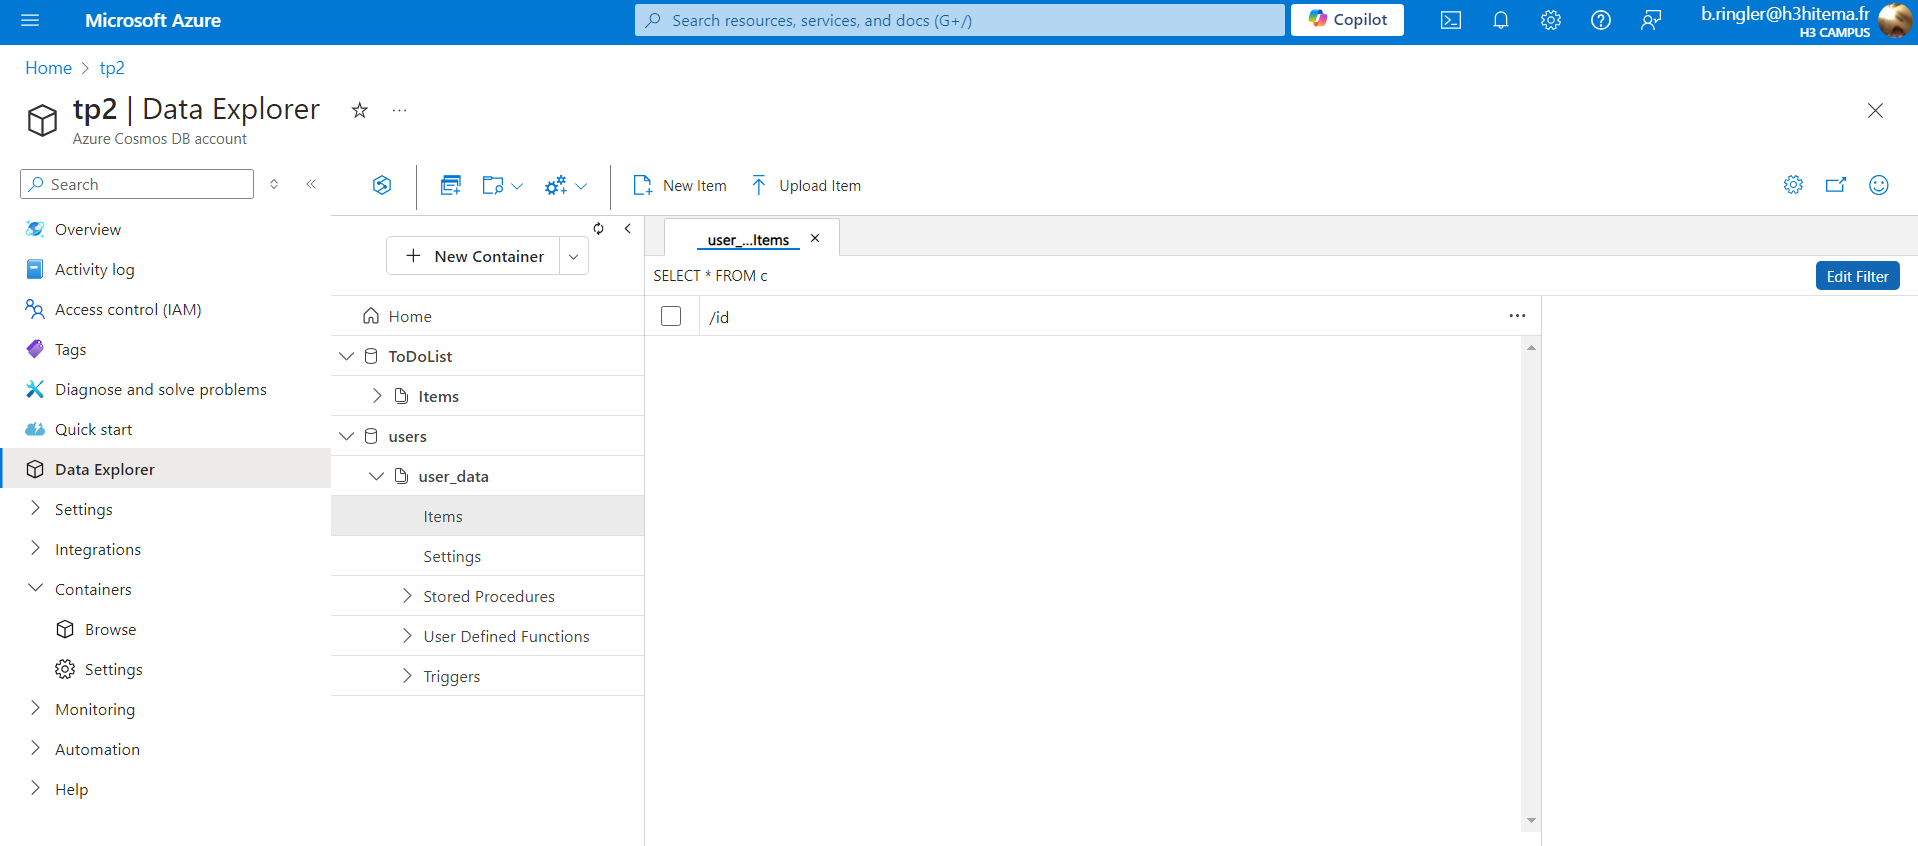 Microsoft Azure
Search resources, services, and docs (G+/)
Copilot
b.ringler@h3hitema.fr
H3 CAMPUS
Home > tp2
tp2 | Data Explorer
Azure Cosmos DB account
Search
New Item
Upload Item
Overview
Activity log
Access control (IAM)
Tags
Diagnose and solve problems
Quick start
Data Explorer
Settings
Integrations
Containers
Browse
Settings
Monitoring
Automation
Help
New Container
Home
ToDoList
Items
users
user_data
Items
Settings
Stored Procedures
User Defined Functions
Triggers
user_...Items
SELECT * FROM c
Edit Filter
/id